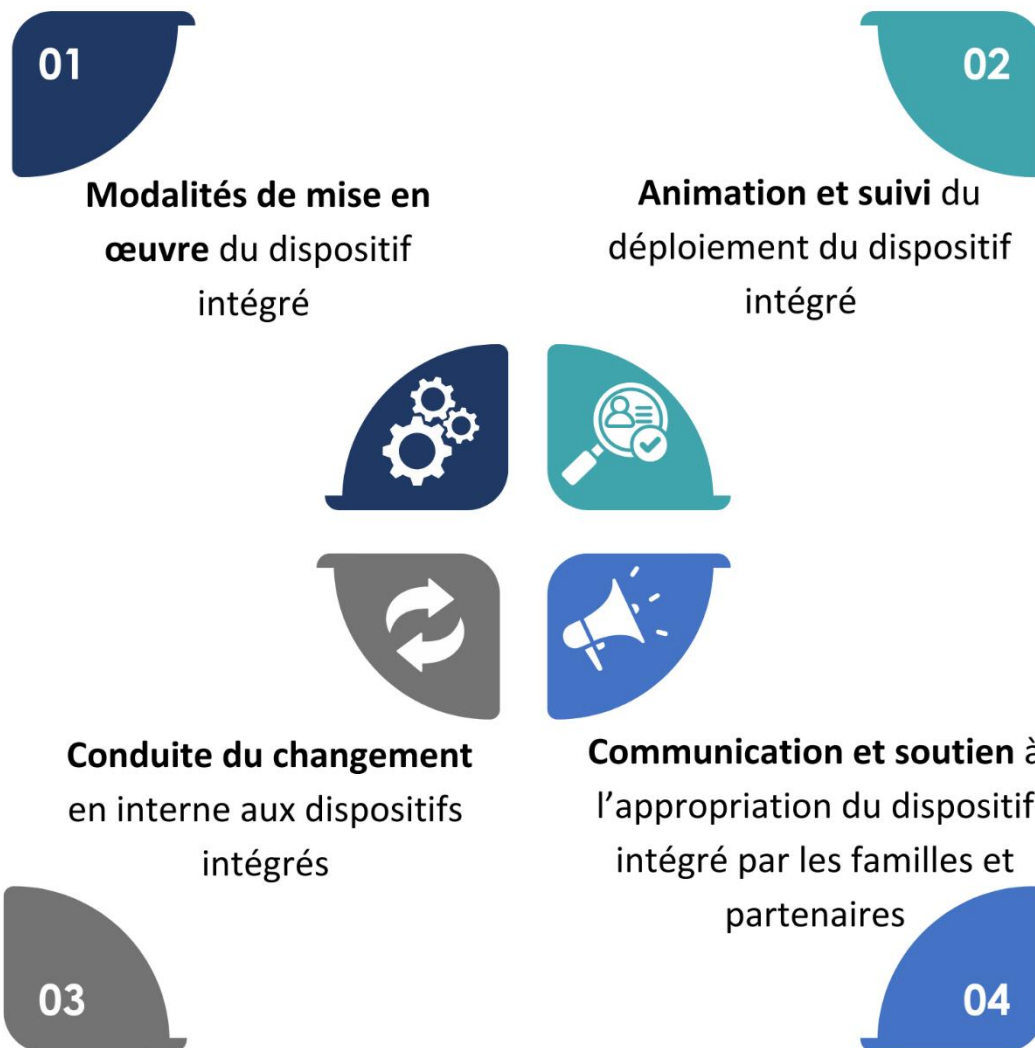 01
Modalités de mise en
œuvre du dispositif
intégré
02
Animation et suivi du
déploiement du dispositif
intégré
Conduite du changement
en interne aux dispositifs
intégrés
03
Communication et soutien à
l’appropriation du dispositif
intégré par les familles et
partenaires
04